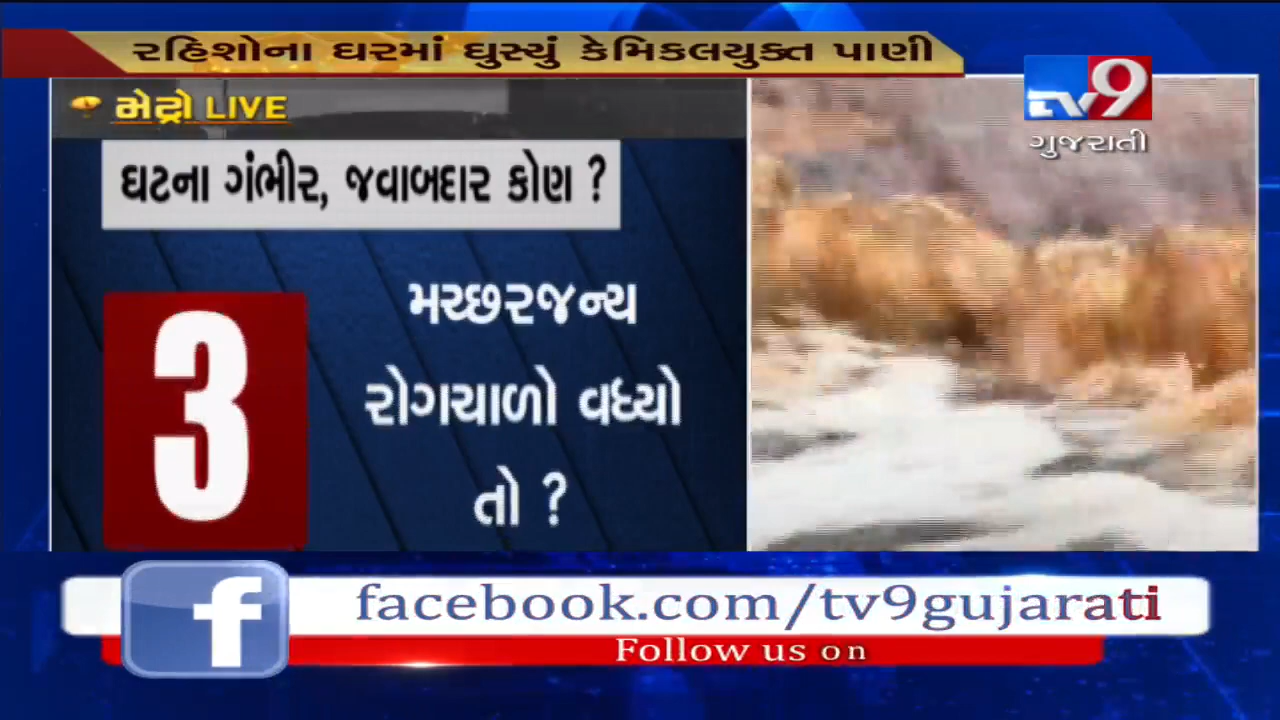 રહિશોના ઘરમાં ઘુસ્યું કેમિકલયુક્ત પાણી
મેટ્રો LIVE
tv9
ગુજરાતી
ઘટના ગંભીર, જવાબદાર કોણ ?
3
મચ્છરજન્ય
રોગચાળો વધ્યો
તો ?
f
facebook.com/tv9gujarati
Follow us on